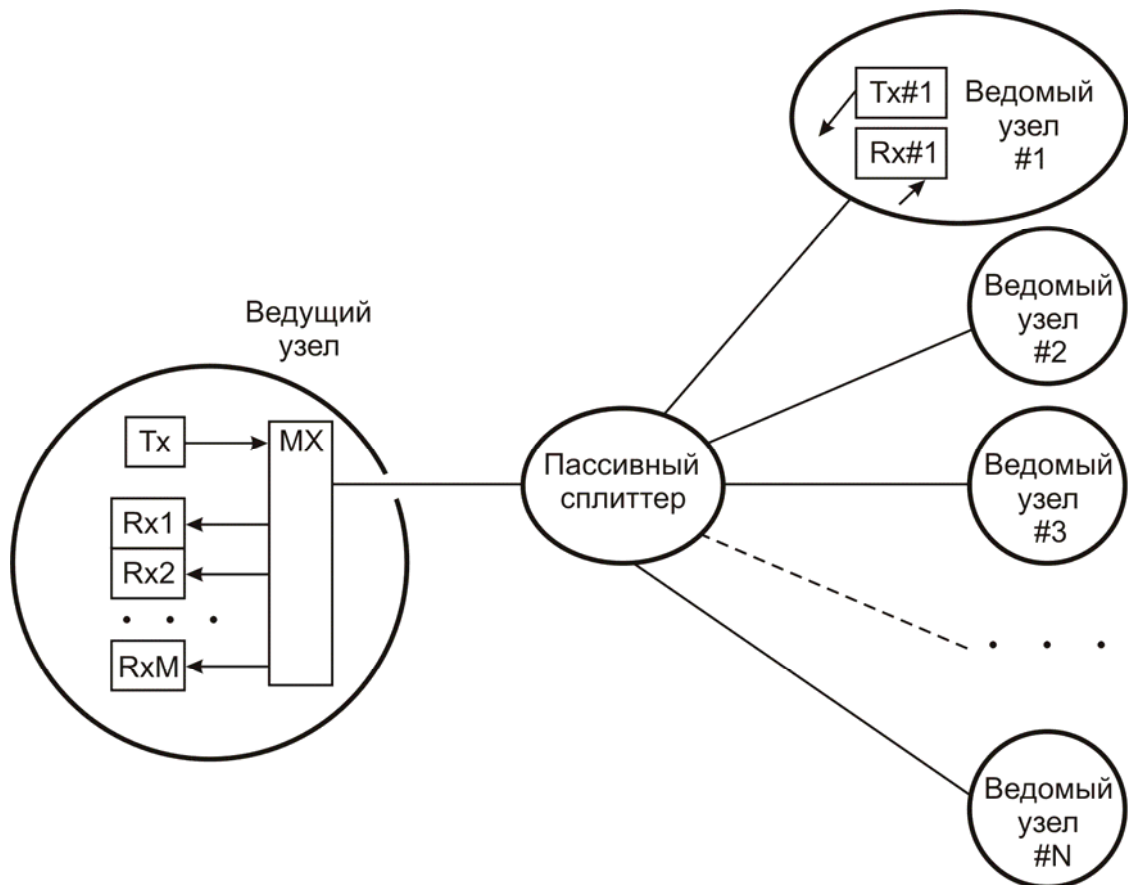 Tx#1
Rx#1
Ведомый
узел
#1
Ведомый
узел
#2
Ведущий
узел
Tx
MX
Rx1
Rx2
RxM
Пассивный
сплиттер
Ведомый
узел
#3
Ведомый
узел
#N